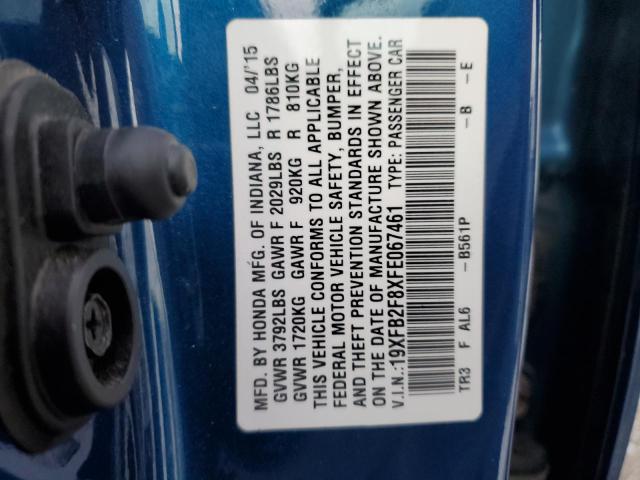 MFD. BY HONDA MFG. OF INDIANA, LLC 04/'15
GVWR 3792LBS GAWR F 2029LBS R 1786LBS
GVWR 1720KG GAWR F 920KG R 810KG
THIS VEHICLE CONFORMS TO ALL APPLICABLE
FEDERAL MOTOR VEHICLE SAFETY, BUMPER,
AND THEFT PREVENTION STANDARDS IN EFFECT
ON THE DATE OF MANUFACTURE SHOWN ABOVE.
V.I.N.:19XFB2F8XFE067461 TYPE: PASSENGER CAR
TR3 F AL6 -B561P -B -E